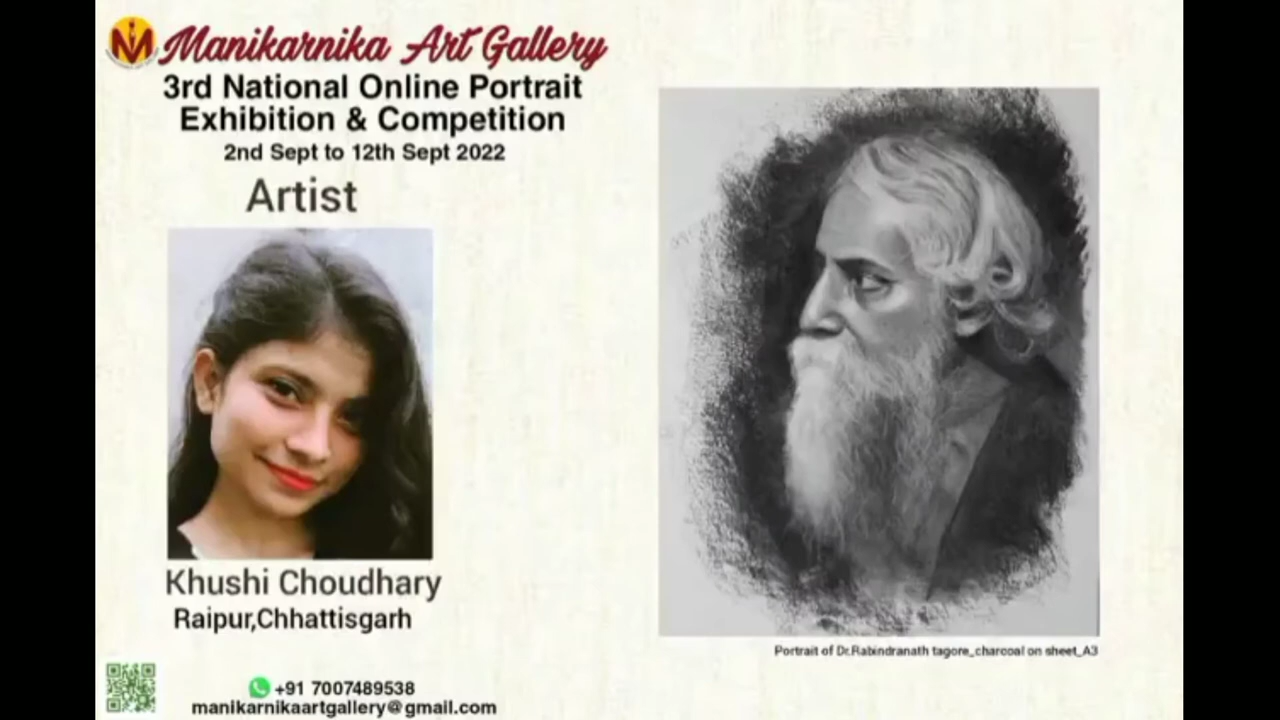 Manikarnika Art Gallery
3rd National Online Portrait
Exhibition & Competition
2nd Sept to 12th Sept 2022
Artist
Khushi Choudhary
Raipur,Chhattisgarh
+91 7007489538
manikarnikaartgallery@gmail.com
Portrait of Dr.Rabindranath tagore_charcoal on sheet_A3